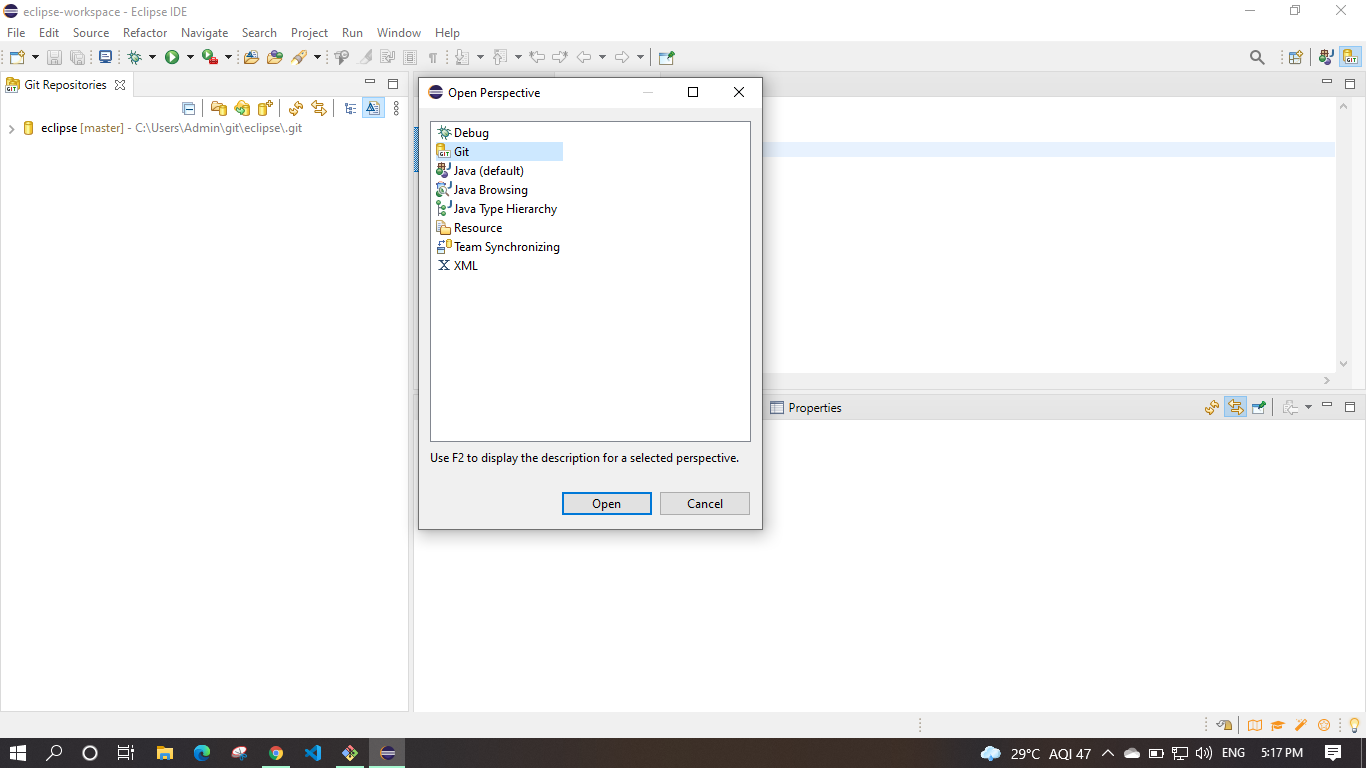 eclipse-workspace - Eclipse IDE
File Edit Source Refactor Navigate Search Project Run Window Help
Git Repositories
eclipse [master] - C:\Users\Admin\git\eclipse\.git
Open Perspective
Debug
Git
Java (default)
Java Browsing
Java Type Hierarchy
Resource
Team Synchronizing
XML
Use F2 to display the description for a selected perspective.
Open Cancel
Properties
29°C AQI 47 ENG 5:17 PM